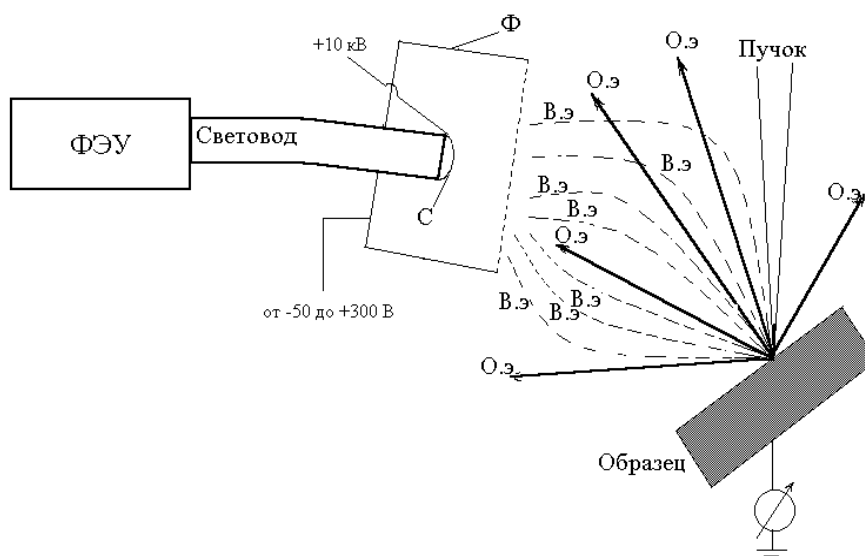 +10 кВ
Ф
О.э
О.э
Пучок
ФЭУ
Световод
В.э
В.э
О.э
В.э
В.э
С
О.э
от -50 до +300 В
В.э
В.э
В.э
О.э
Образец